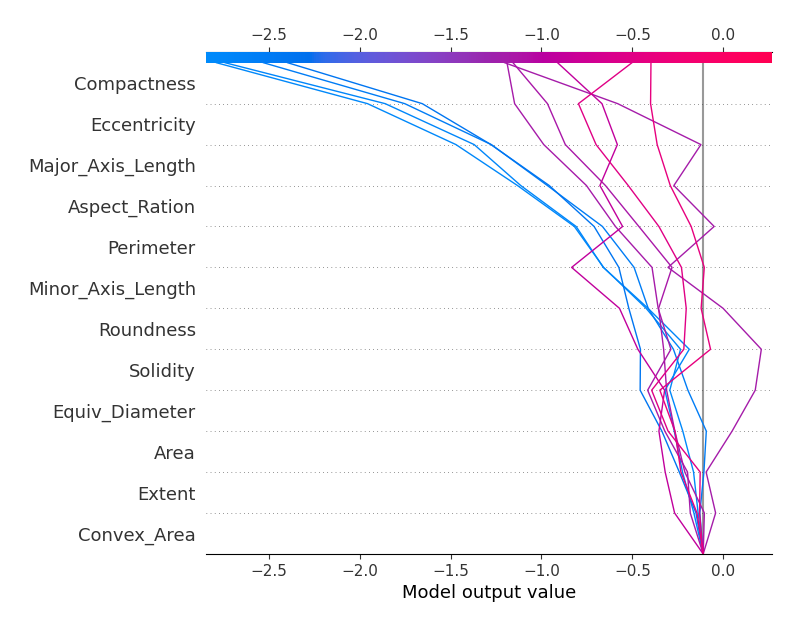 −2.5 −2.0 −1.5 −1.0 −0.5 0.0
Compactness
Eccentricity
Major_Axis_Length
Aspect_Ration
Perimeter
Minor_Axis_Length
Roundness
Solidity
Equiv_Diameter
Area
Extent
Convex_Area
−2.5 −2.0 −1.5 −1.0 −0.5 0.0
Model output value